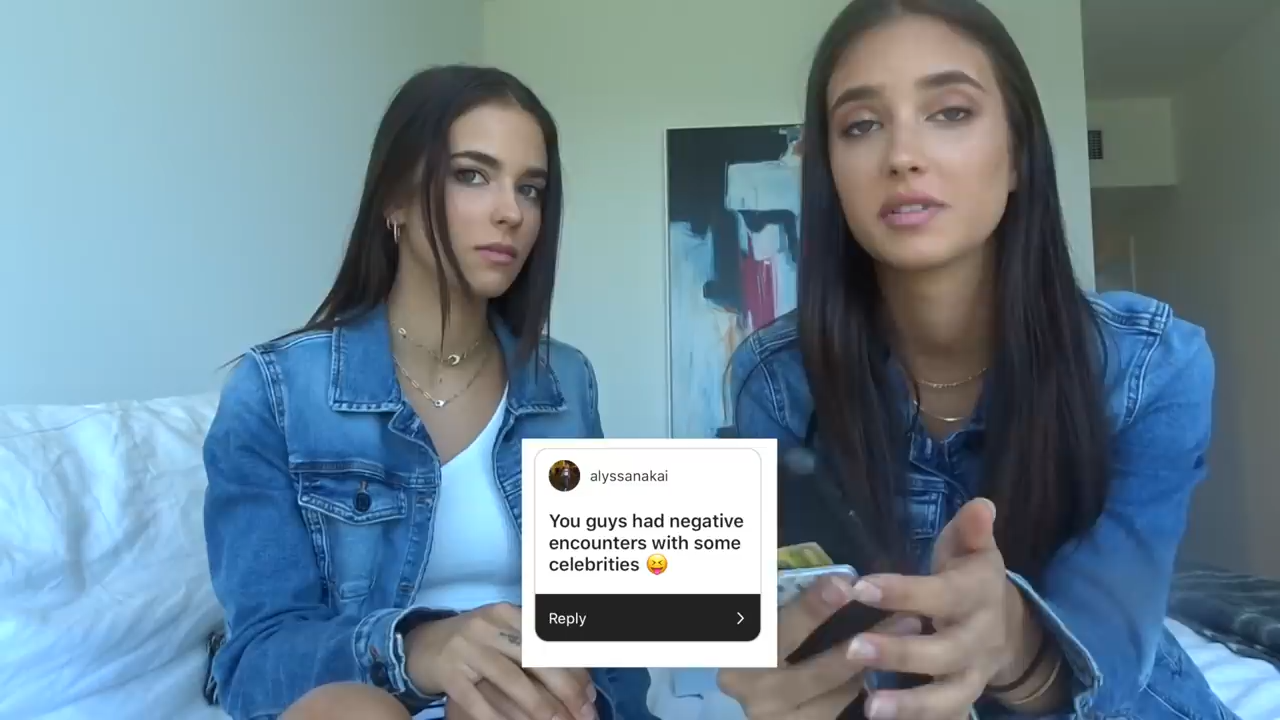 alyssanakai
You guys had negative
encounters with some
celebrities 😝
Reply